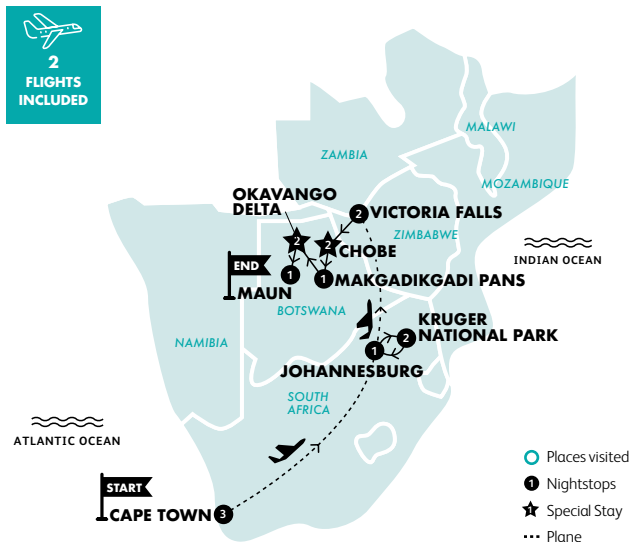 2
FLIGHTS
INCLUDED
MALAWI
ZAMBIA
MOZAMBIQUE
OKAVANGO
DELTA
2
VICTORIA FALLS
2
2
CHOBE
ZIMBABWE
INDIAN OCEAN
END
1
MAUN
1
MAKGADIKGADI PANS
BOTSWANA
KRUGER
NATIONAL PARK
2
NAMIBIA
1
JOHANNESBURG
SOUTH
AFRICA
ATLANTIC OCEAN
START
CAPE TOWN
3
Places visited
1 Nightstops
1 Special Stay
Plane